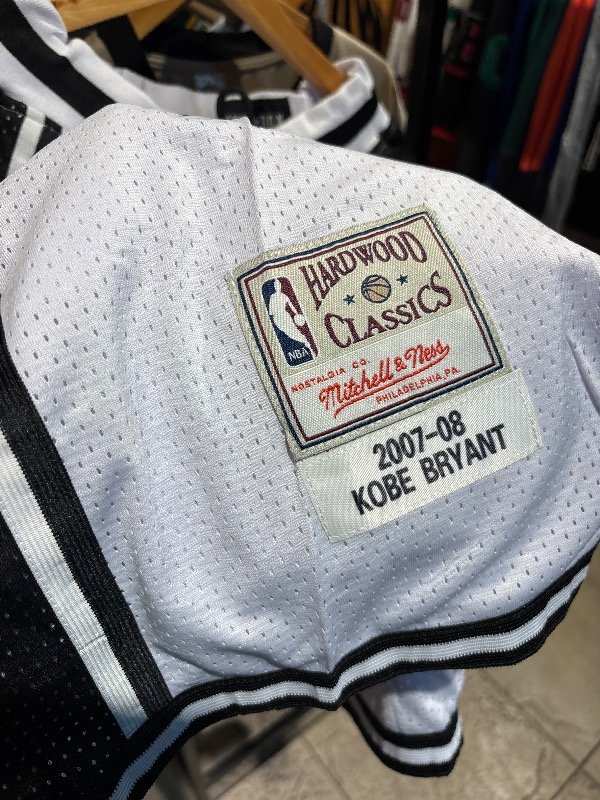 HARDWOOD
CLASSICS
NBA
NOSTALGIA CO.
Mitchell & Ness
PHILADELPHIA, PA.
2007-08
KOBE BRYANT